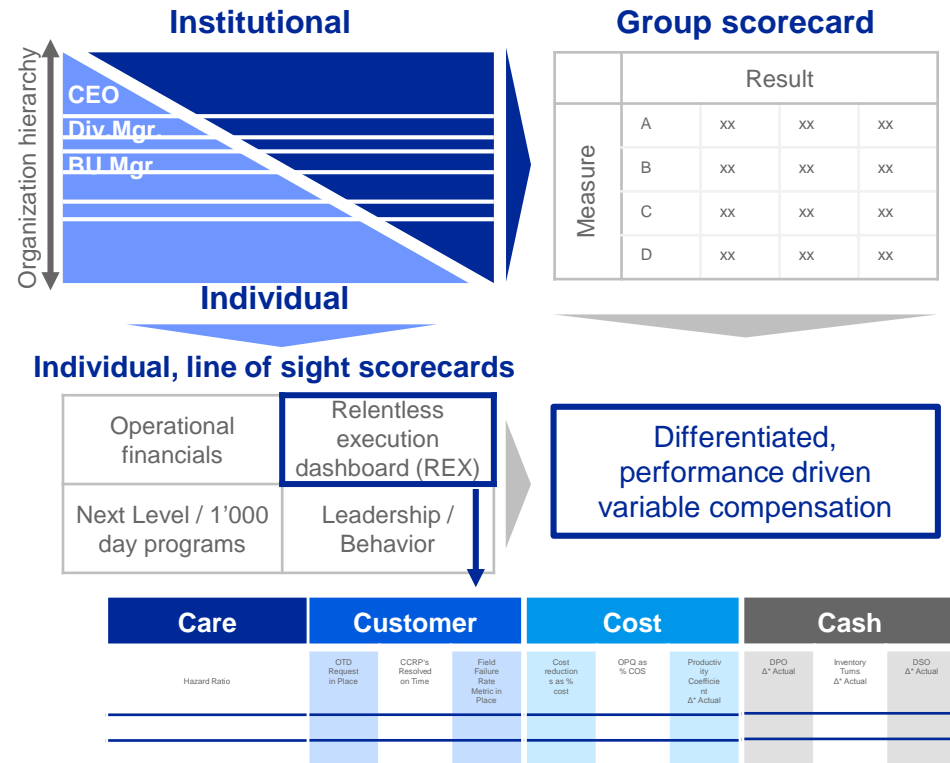 Institutional
Group scorecard
Organization hierarchy
CEO
Div.Mgr.
BU Mgr
Individual
Result
Measure
A xx xx xx
B xx xx xx
C xx xx xx
D xx xx xx
Individual, line of sight scorecards
Operational
financials
Relentless
execution
dashboard (REX)
Next Level / 1'000
day programs
Leadership /
Behavior
Differentiated,
performance driven
variable compensation
Care
Customer
Cost
Cash
Hazard Ratio
OTD
Request
in Place
CCRP's
Resolved
on Time
Field
Failure
Rate
Metric in
Place
Cost
reduction
s as %
cost
OPQ as
% COS
Productiv
ity
Coefficie
nt
Δ* Actual
DPO
Δ* Actual
Inventory
Turns
Δ* Actual
DSO
Δ* Actual